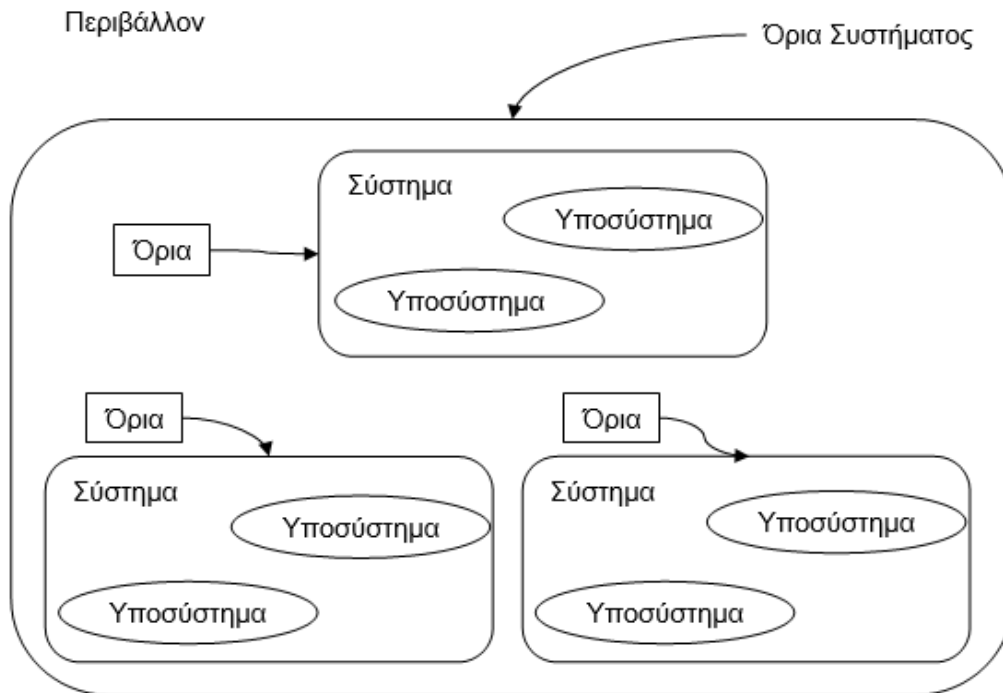 Περιβάλλον
Όρια Συστήματος
Σύστημα
Υποσύστημα
Όρια
Υποσύστημα
Όρια
Όρια
Σύστημα
Υποσύστημα
Υποσύστημα
Σύστημα
Υποσύστημα
Υποσύστημα